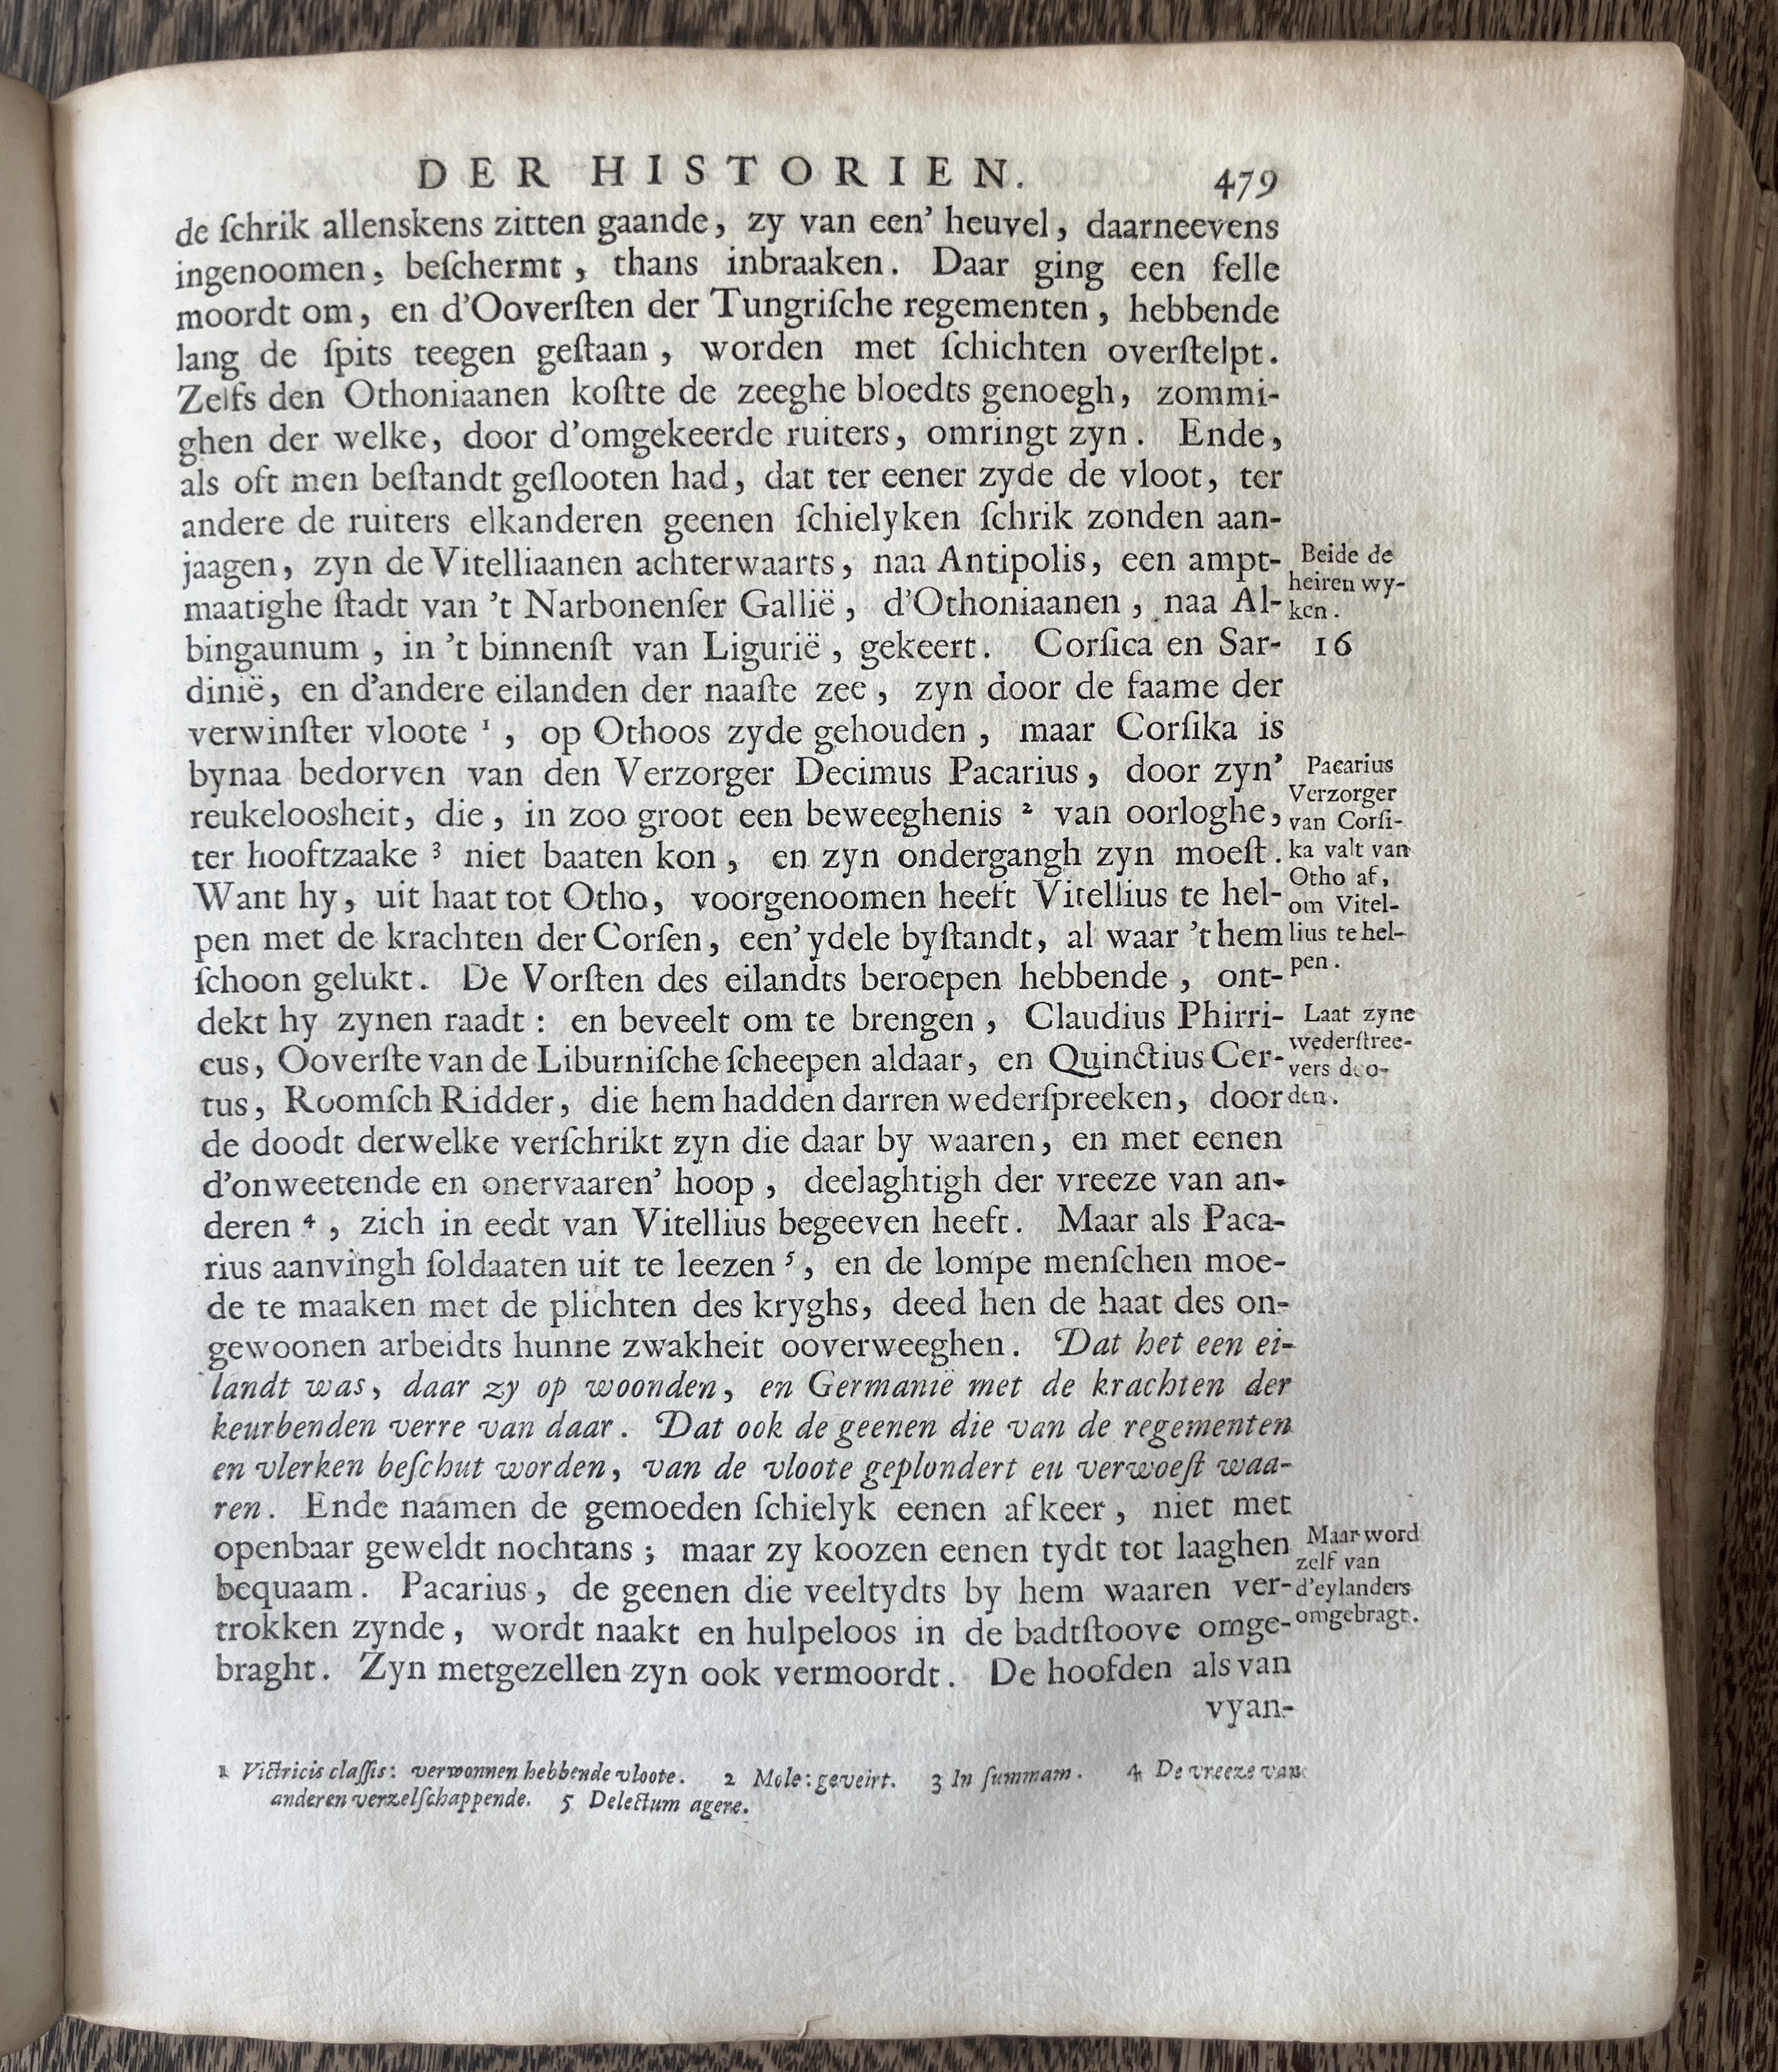 DER HISTORIEN. 479
de ſchrik allenskens zitten gaande, zy van een' heuvel, daarneevens
ingenoomen, beſchermt, thans inbraaken. Daar ging een felle
moordt om, en d'Ooverſten der Tungriſche regementen, hebbende
lang de ſpits teegen geſtaan, worden met ſchichten overſtelpt.
Zelfs den Othoniaanen koſtte de zeeghe bloedts genoegh, zommi-
ghen der welke, door d'omgekeerde ruiters, omringt zyn. Ende,
als oft men beſtandt geſlooten had, dat ter eener zyde de vloot, ter
andere de ruiters elkanderen geenen ſchielyken ſchrik zonden aan-
jaagen, zyn de Vitelliaanen achterwaarts, naa Antipolis, een ampt-
maatighe ſtadt van 't Narbonenſer Gallië, d'Othoniaanen, naa Al-
bingaunum, in 't binnenſt van Ligurië, gekeert. Corſica en Sar-
dinië, en d'andere eilanden der naaſte zee, zyn door de faame der
verwinſter vloote ¹, op Othoos zyde gehouden, maar Corſika is
bynaa bedorven van den Verzorger Decimus Pacarius, door zyn'
reukeloosheit, die, in zoo groot een beweeghenis ² van oorloghe,
ter hooftzaake ³ niet baaten kon, en zyn ondergangh zyn moeſt.
Want hy, uit haat tot Otho, voorgenoomen heeft Vitellius te hel-
pen met de krachten der Corſen, een' ydele byſtandt, al waar 't hem
ſchoon gelukt. De Vorſten des eilandts beroepen hebbende, ont-
dekt hy zynen raadt: en beveelt om te brengen, Claudius Phirri-
cus, Ooverſte van de Liburniſche ſcheepen aldaar, en Quinctius Cer-
tus, Roomſch Ridder, die hem hadden darren wederſpreeken, door
de doodt derwelke verſchrikt zyn die daar by waaren, en met eenen
d'onweetende en onervaaren' hoop, deelaghtigh der vreeze van an-
deren ⁴, zich in eedt van Vitellius begeeven heeft. Maar als Paca-
rius aanvingh ſoldaaten uit te leezen ⁵, en de lompe menſchen moe-
de te maaken met de plichten des kryghs, deed hen de haat des on-
gewoonen arbeidts hunne zwakheit ooverweeghen. Dat het een ei-
landt was, daar zy op woonden, en Germanië met de krachten der
keurbenden verre van daar. Dat ook de geenen die van de regementen
en vlerken beſchut worden, van de vloote geplondert eu verwoeſt waa-
ren. Ende naamen de gemoeden ſchielyk eenen afkeer, niet met
openbaar geweldt nochtans; maar zy koozen eenen tydt tot laaghen
bequaam. Pacarius, de geenen die veeltydts by hem waaren ver-
trokken zynde, wordt naakt en hulpeloos in de badtſtoove omge-
braght. Zyn metgezellen zyn ook vermoordt. De hoofden als van
vyan-
Beide de
heiren wy-
ken.
16
Pacarius
Verzorger
van Corſi-
ka valt van
Otho af,
om Vitel-
lius te hel-
pen.
Laat zyne
wederſtree-
vers doo-
den.
Maar word
zelf van
d'eylanders
omgebragt.
1 Victricis claſſis: verwonnen hebbende vloote. 2 Mole: geveirt. 3 In ſummam. 4 De vreeze van
anderen verzelſchappende. 5 Delectum agere.